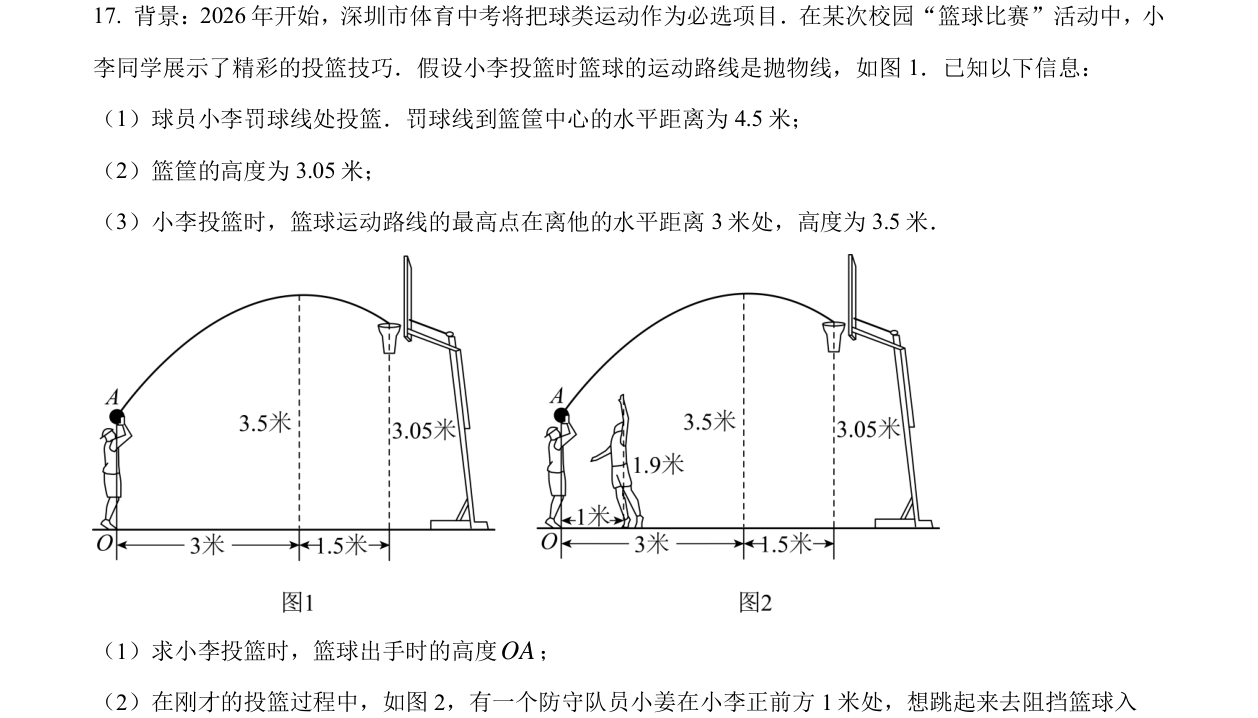 17. 背景：2026年开始，深圳市体育中考将把球类运动作为必选项目．在某次校园“篮球比赛”活动中，小
李同学展示了精彩的投篮技巧．假设小李投篮时篮球的运动路线是抛物线，如图 1．已知以下信息：
（1）球员小李罚球线处投篮．罚球线到篮筐中心的水平距离为 4.5 米；
（2）篮筐的高度为 3.05 米；
（3）小李投篮时，篮球运动路线的最高点在离他的水平距离 3 米处，高度为 3.5 米．
A
3.5米
3.05米
O
3米
1.5米
图1
A
3.5米
3.05米
1.9米
1米
O
3米
1.5米
图2
（1）求小李投篮时，篮球出手时的高度OA；
（2）在刚才的投篮过程中，如图 2，有一个防守队员小姜在小李正前方 1 米处，想跳起来去阻挡篮球入